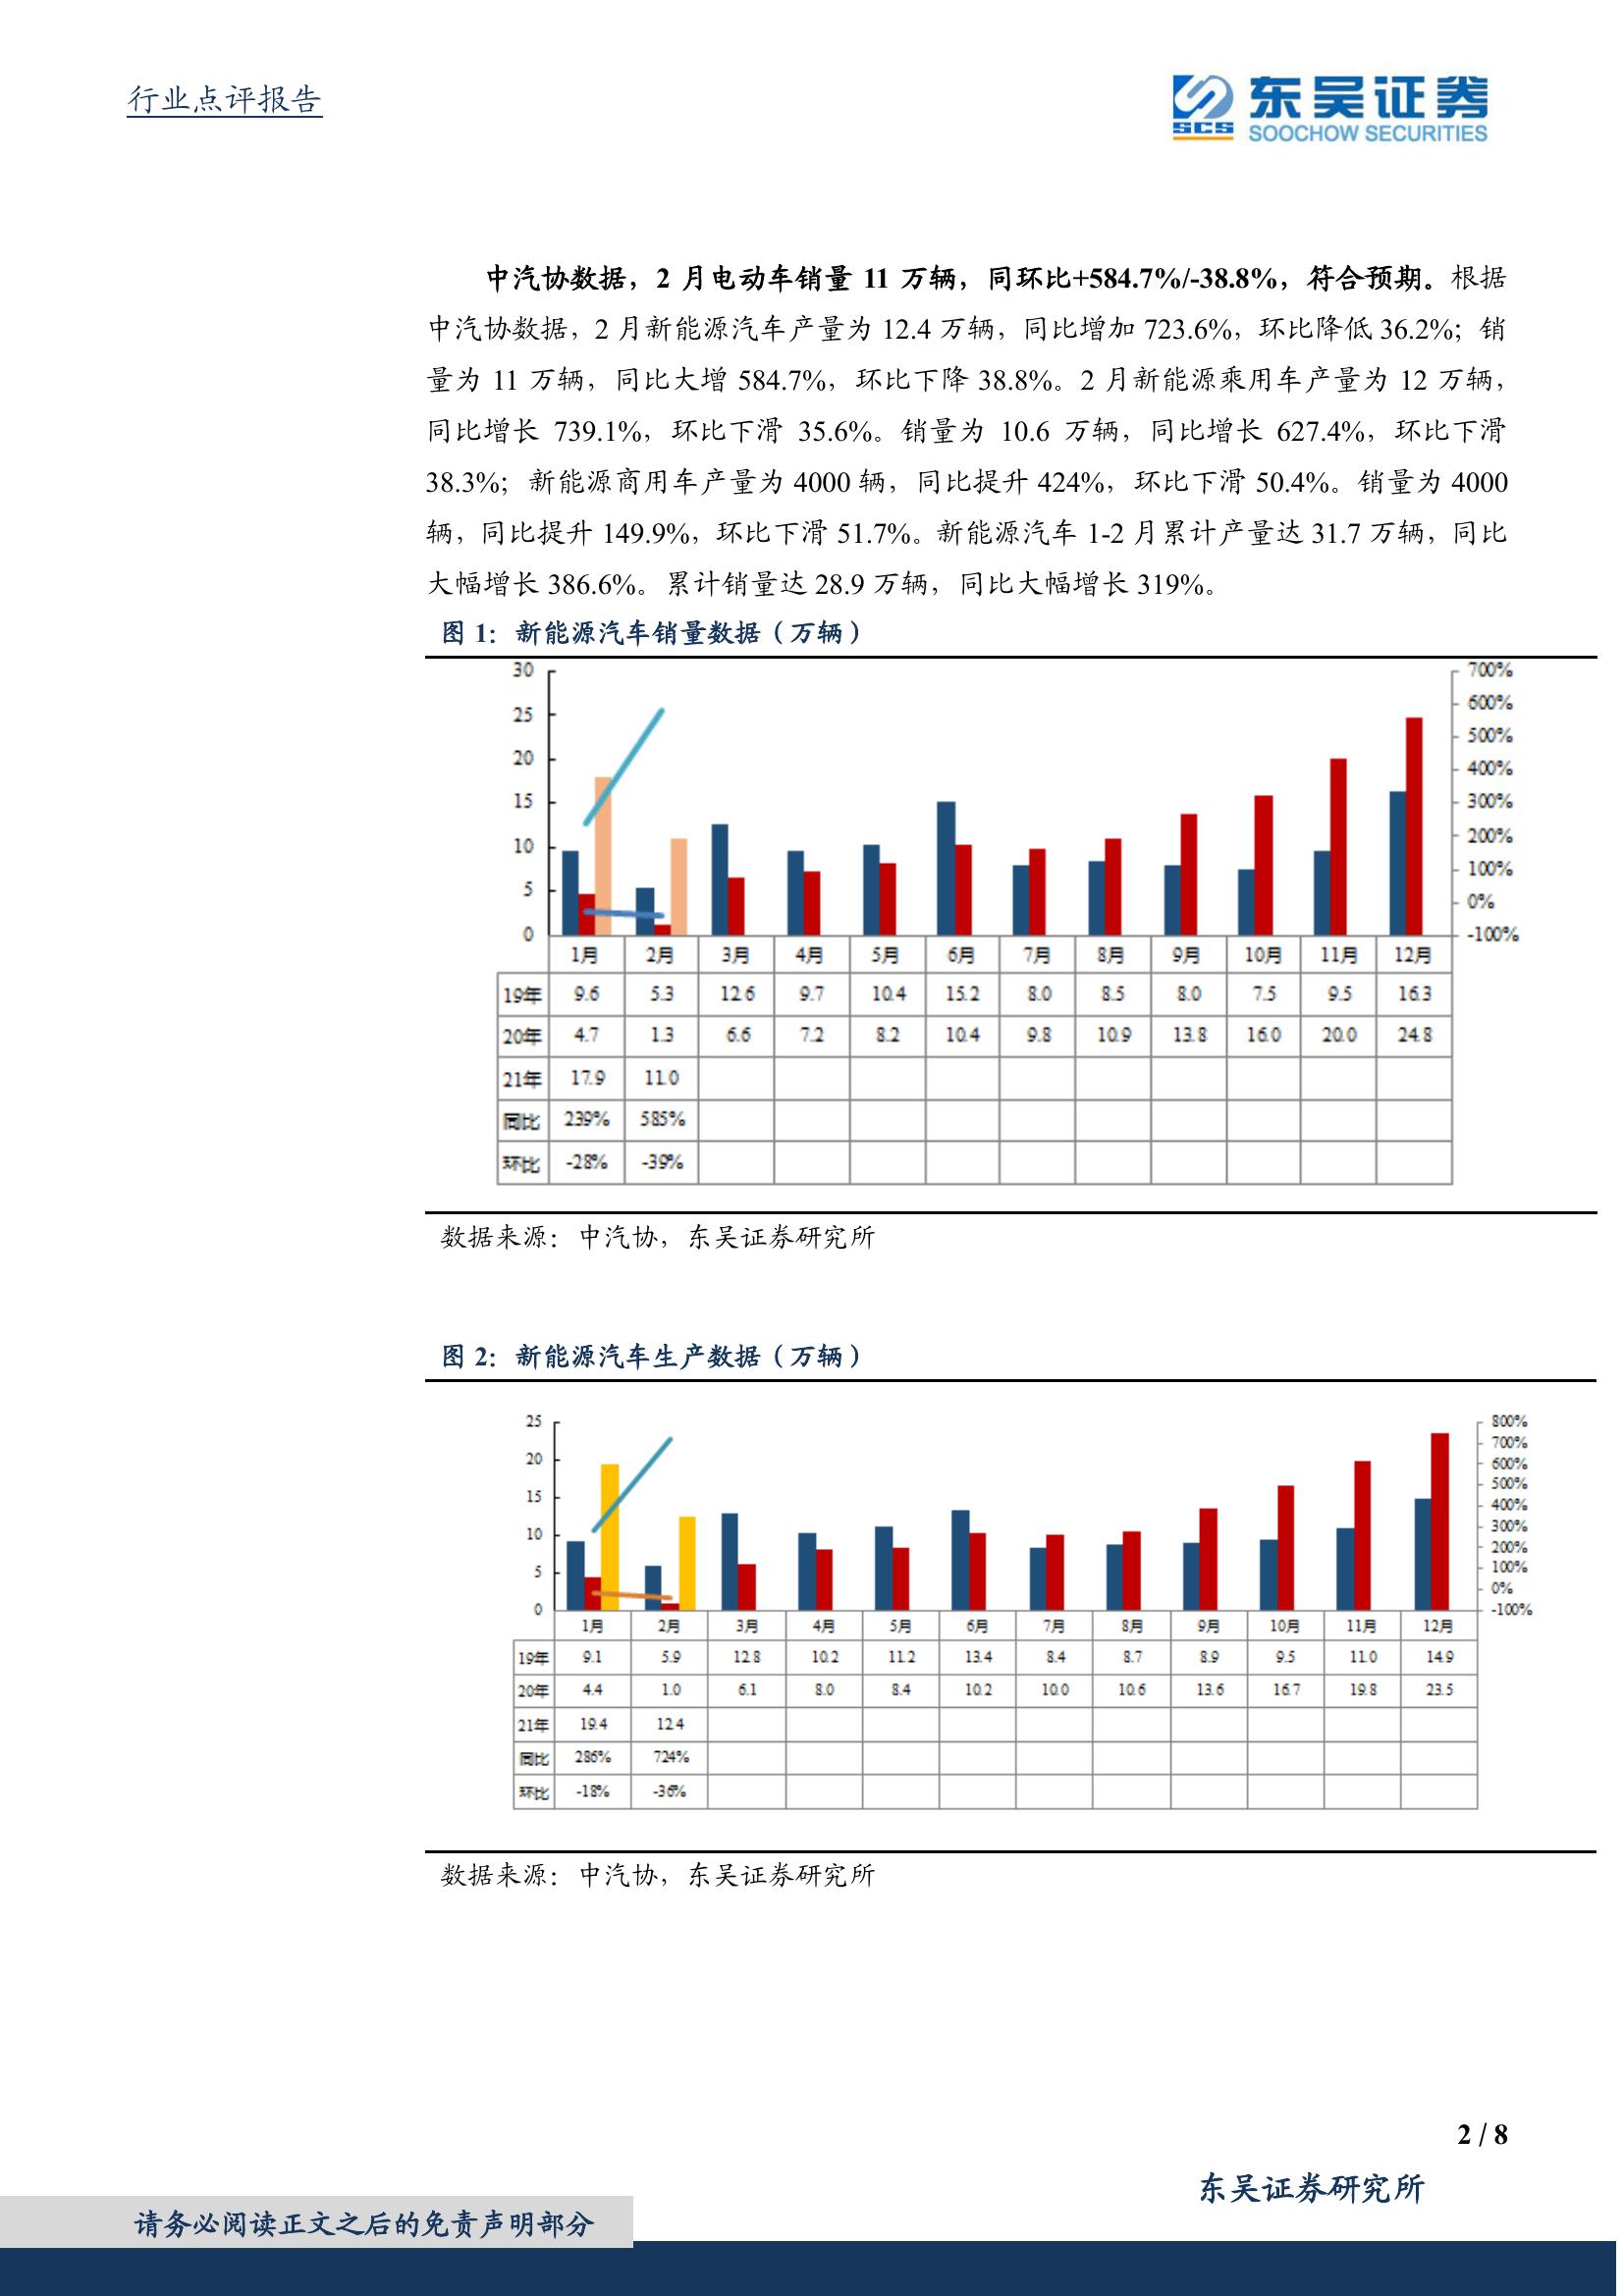 行业点评报告
东吴证券
SCS
SOOCHOW SECURITIES
中汽协数据，2 月电动车销量 11 万辆，同环比+584.7%/-38.8%，符合预期。根据
中汽协数据，2 月新能源汽车产量为 12.4 万辆，同比增加 723.6%，环比降低 36.2%；销
量为 11 万辆，同比大增 584.7%，环比下降 38.8%。2 月新能源乘用车产量为 12 万辆，
同比增长 739.1%，环比下滑 35.6%。销量为 10.6 万辆，同比增长 627.4%，环比下滑
38.3%；新能源商用车产量为 4000 辆，同比提升 424%，环比下滑 50.4%。销量为 4000
辆，同比提升 149.9%，环比下滑 51.7%。新能源汽车 1-2 月累计产量达 31.7 万辆，同比
大幅增长 386.6%。累计销量达 28.9 万辆，同比大幅增长 319%。
图 1：新能源汽车销量数据（万辆）
30 700%
600%
25
500%
20 400%
15 300%
200%
10
100%
5 0%
0 -100%
1月 2月 3月 4月 5月 6月 7月 8月 9月 10月 11月 12月
19年 9.6 5.3 12.6 9.7 10.4 15.2 8.0 8.5 8.0 7.5 9.5 16.3
20年 4.7 1.3 6.6 7.2 8.2 10.4 9.8 10.9 13.8 16.0 20.0 24.8
21年 17.9 11.0
同比 239% 585%
环比 -28% -39%
数据来源：中汽协，东吴证券研究所
图 2：新能源汽车生产数据（万辆）
25 800%
700%
20 600%
500%
15 400%
10 300%
200%
5 100%
0%
0 -100%
1月 2月 3月 4月 5月 6月 7月 8月 9月 10月 11月 12月
19年 9.1 5.9 12.8 10.2 11.2 13.4 8.4 8.7 8.9 9.5 11.0 14.9
20年 4.4 1.0 6.1 8.0 8.4 10.2 10.0 10.6 13.6 16.7 19.8 23.5
21年 19.4 12.4
同比 286% 724%
环比 -18% -36%
数据来源：中汽协，东吴证券研究所
2 / 8
东吴证券研究所
请务必阅读正文之后的免责声明部分